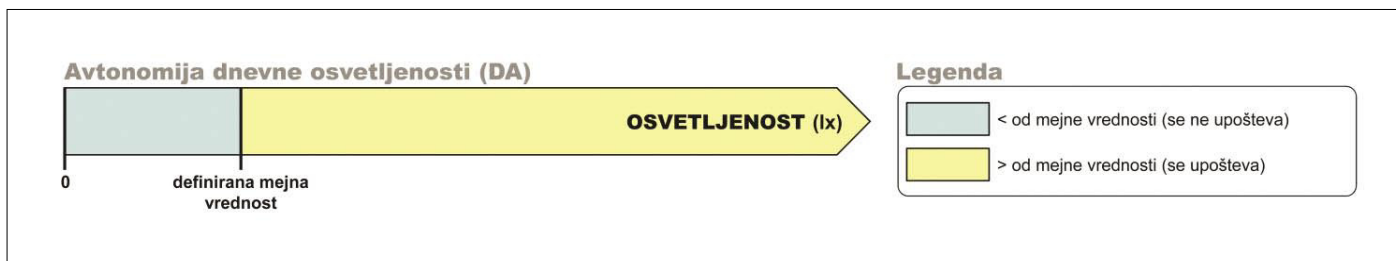 Avtonomija dnevne osvetljenosti (DA)
OSVETLJENOST (lx)
0
definirana mejna
vrednost
Legenda
< od mejne vrednosti (se ne upošteva)
> od mejne vrednosti (se upošteva)